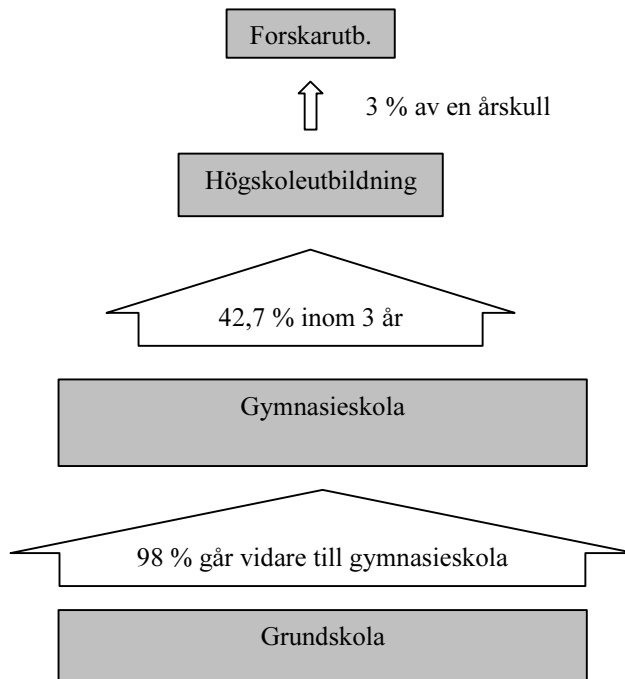 Forskarutb.
3 % av en årskull
Högskoleutbildning
42,7 % inom 3 år
Gymnasieskola
98 % går vidare till gymnasieskola
Grundskola